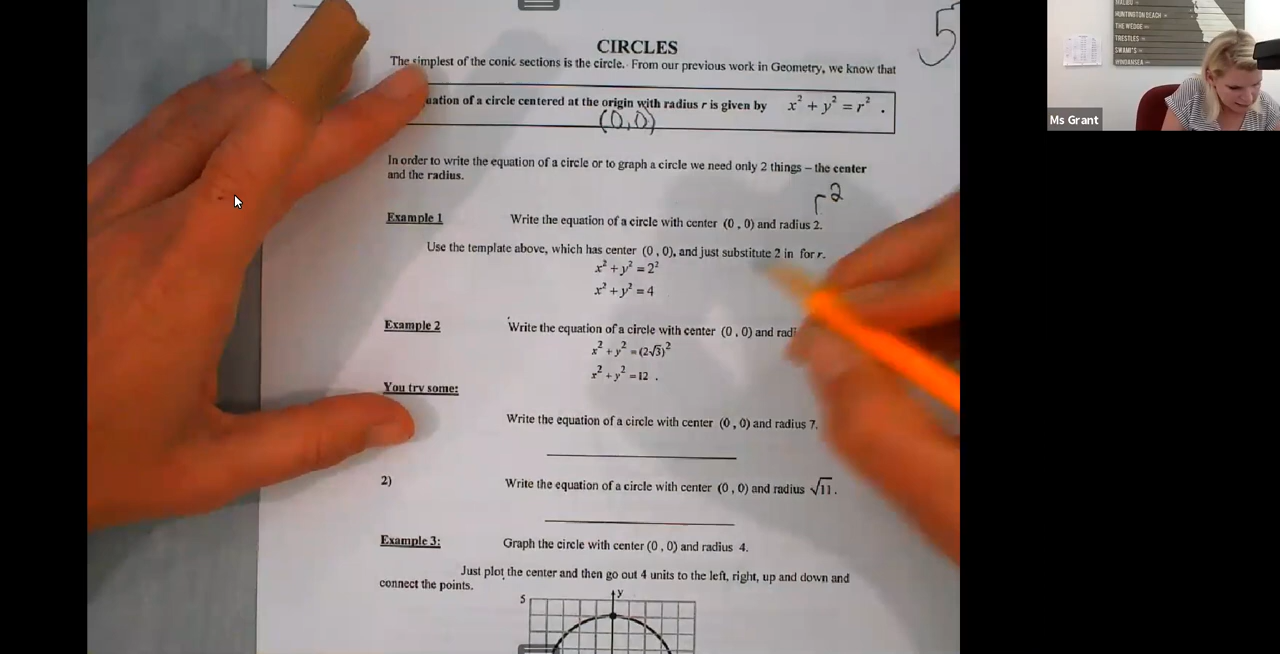 CIRCLES
5
The simplest of the conic sections is the circle. From our previous work in Geometry, we know that
uation of a circle centered at the origin with radius r is given by x² + y² = r² .
(0,0)
In order to write the equation of a circle or to graph a circle we need only 2 things – the center
and the radius.
r²
Example 1 Write the equation of a circle with center (0 , 0) and radius 2.
Use the template above, which has center (0 , 0), and just substitute 2 in for r.
x² + y² = 2²
x² + y² = 4
Example 2 Write the equation of a circle with center (0 , 0) and radi
x² + y² = (2√3)²
x² + y² = 12 .
You try some:
Write the equation of a circle with center (0 , 0) and radius 7.
2) Write the equation of a circle with center (0 , 0) and radius √11.
Example 3: Graph the circle with center (0 , 0) and radius 4.
Just plot the center and then go out 4 units to the left, right, up and down and
connect the points.
5
y
HUNTINGTON BEACH
THE WEDGE
TRESTLES
SWAMI'S
WINDANSEA
Ms Grant